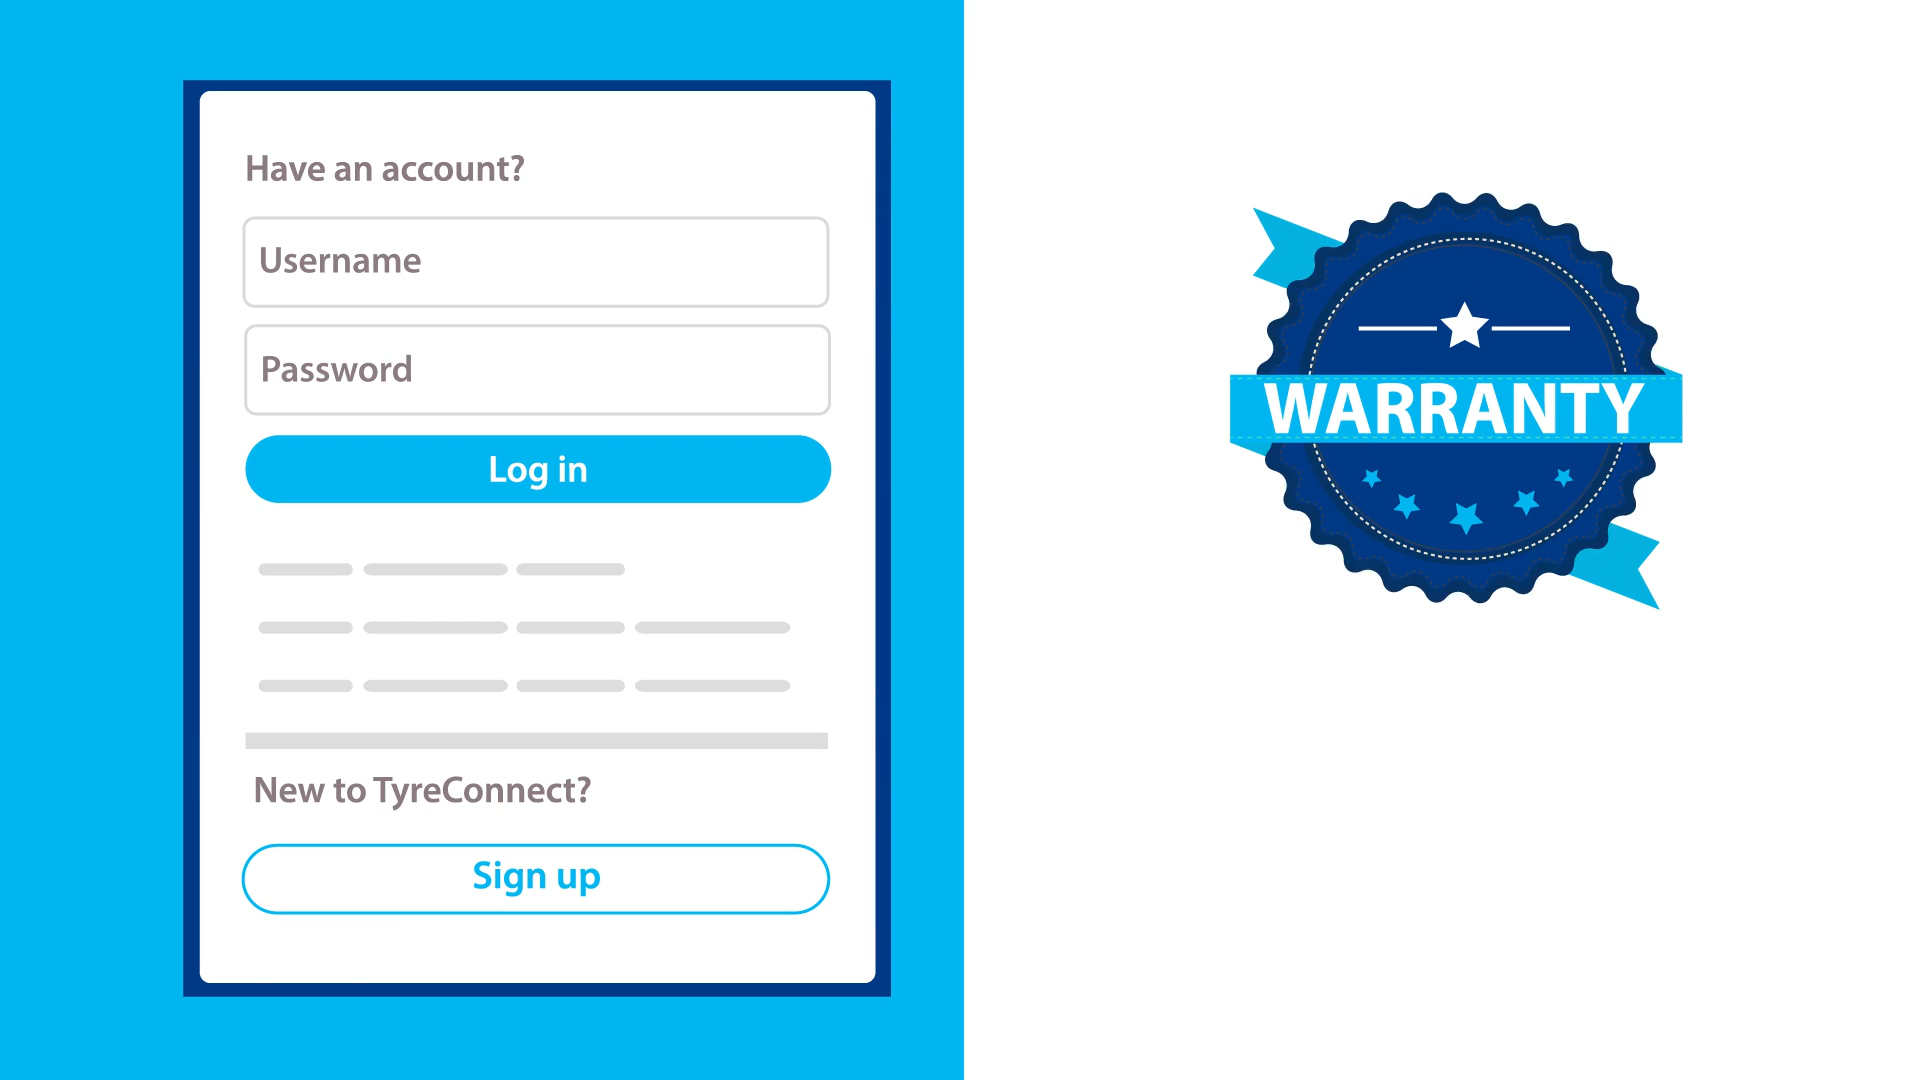 Have an account?
Username
Password
Log in
New to TyreConnect?
Sign up
WARRANTY